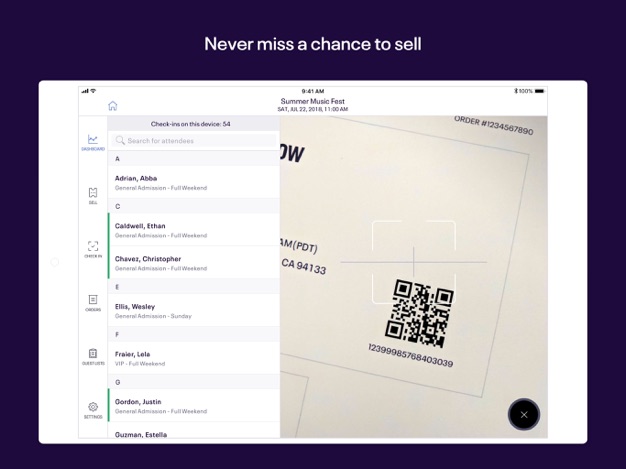 Never miss a chance to sell
9:41 AM
100%
Summer Music Fest
SAT, JUL 22, 2018, 11:00 AM
Check-ins on this device: 54
Search for attendees
DASHBOARD
SELL
CHECK IN
ORDERS
GUEST LISTS
SETTINGS
A
Adrian, Abba
General Admission - Full Weekend
C
Caldwell, Ethan
General Admission - Full Weekend
Chavez, Christopher
General Admission - Full Weekend
E
Ellis, Wesley
General Admission - Sunday
F
Fraier, Lela
VIP - Full Weekend
G
Gordon, Justin
General Admission - Full Weekend
Guzman, Estella
ORDER #1234567890
OW
AM(PDT)
CA 94133
12399985768403039